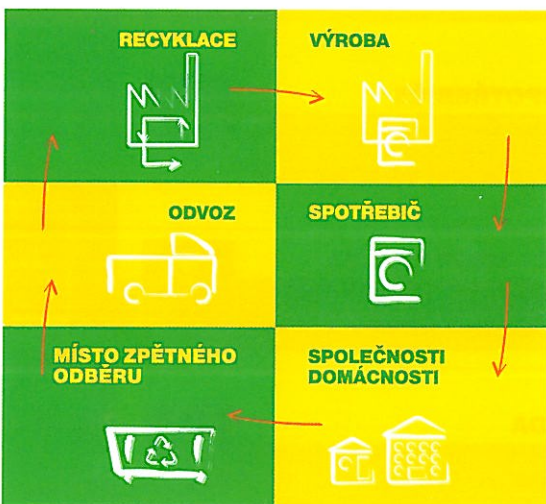 RECYKLACE
VÝROBA
ODVOZ
SPOTŘEBIČ
MÍSTO ZPĚTNÉHO
ODBĚRU
SPOLEČNOSTI
DOMÁCNOSTI